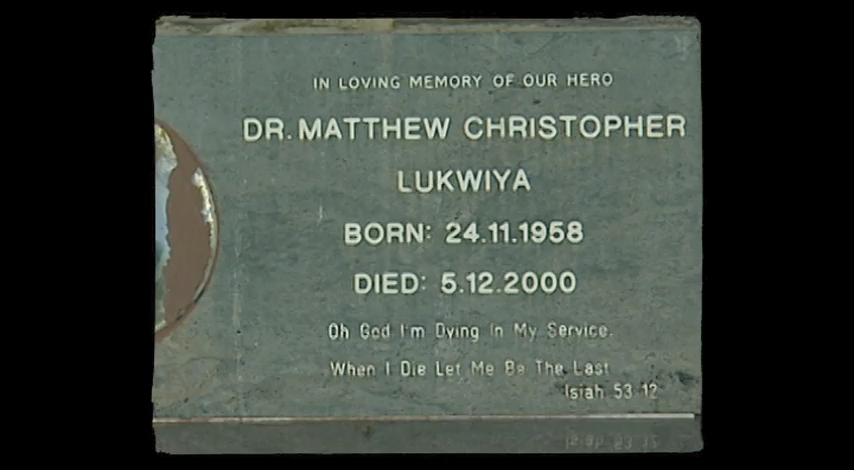 IN LOVING MEMORY OF OUR HERO
DR. MATTHEW CHRISTOPHER
LUKWIYA
BORN: 24.11.1958
DIED: 5.12.2000
Oh God I'm Dying In My Service.
When I Die Let Me Be The Last
Isiah 53 12